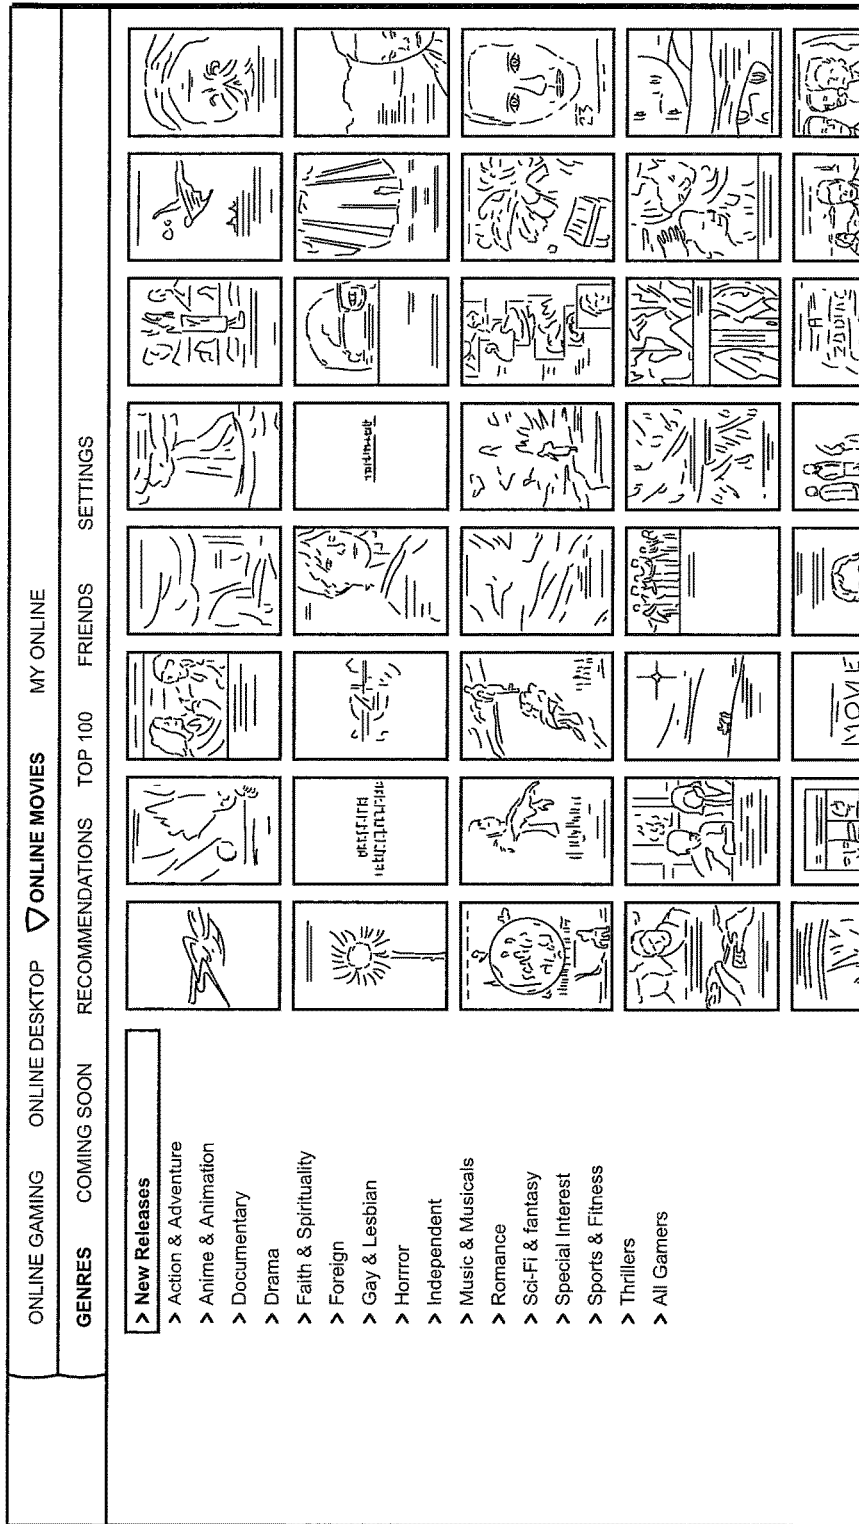 ONLINE GAMING ONLINE DESKTOP ONLINE MOVIES MY ONLINE
GENRES COMING SOON RECOMMENDATIONS TOP 100 FRIENDS SETTINGS
> New Releases
> Action & Adventure
> Anime & Animation
> Documentary
> Drama
> Faith & Spirituality
> Foreign
> Gay & Lesbian
> Horrror
> Independent
> Music & Musicals
> Romance
> Sci-Fi & fantasy
> Special Interest
> Sports & Fitness
> Thrillers
> All Gamers
23
MOVIE
A
ZODIAC